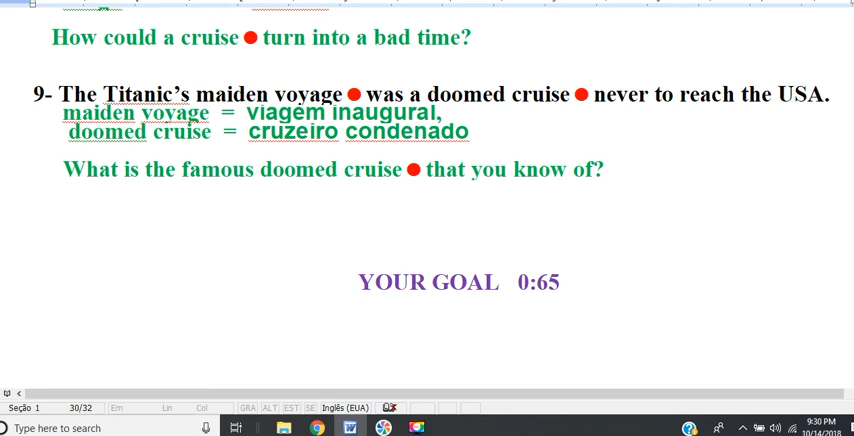 How could a cruise ● turn into a bad time?
9- The Titanic's maiden voyage ● was a doomed cruise ● never to reach the USA.
maiden voyage = viagem inaugural,
doomed cruise = cruzeiro condenado
What is the famous doomed cruise ● that you know of?
YOUR GOAL 0:65
Seção 1 30/32 Em Lin Col GRA ALT EST SE Inglês (EUA)
Type here to search
9:30 PM
10/14/2018